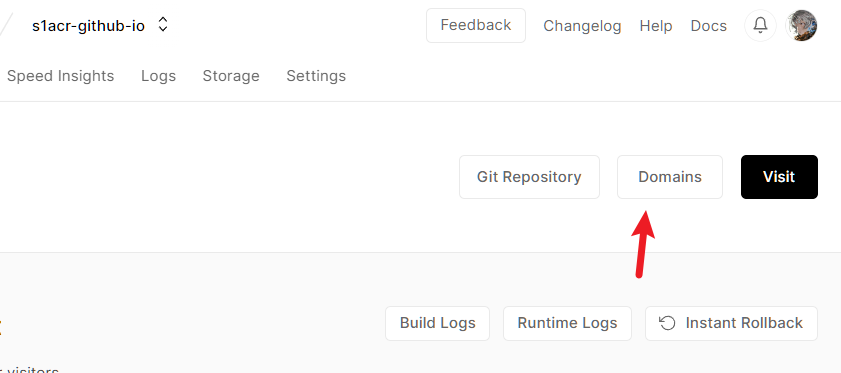 s1acr-github-io
Feedback
Changelog
Help
Docs
Speed Insights
Logs
Storage
Settings
Git Repository
Domains
Visit
Build Logs
Runtime Logs
Instant Rollback
visitors